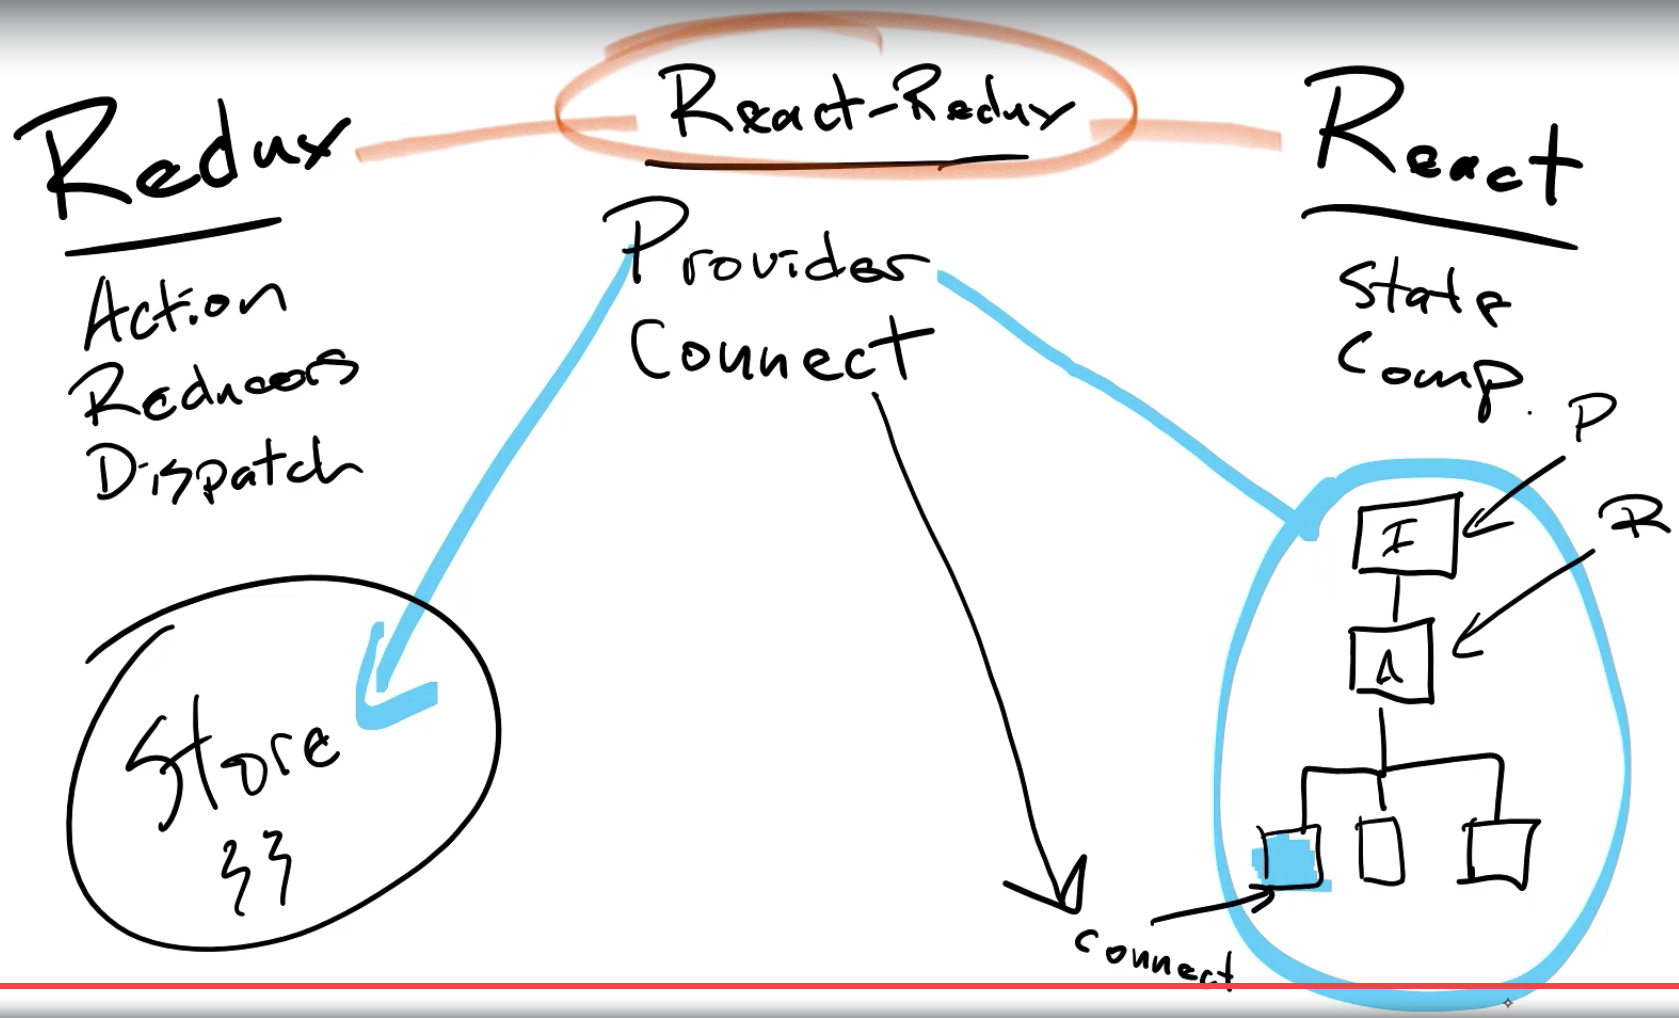 Redux
Action
Reducers
Dispatch
Store
React-Redux
Provider
Connect
connect
React
State
Comp.
P
R
I
A